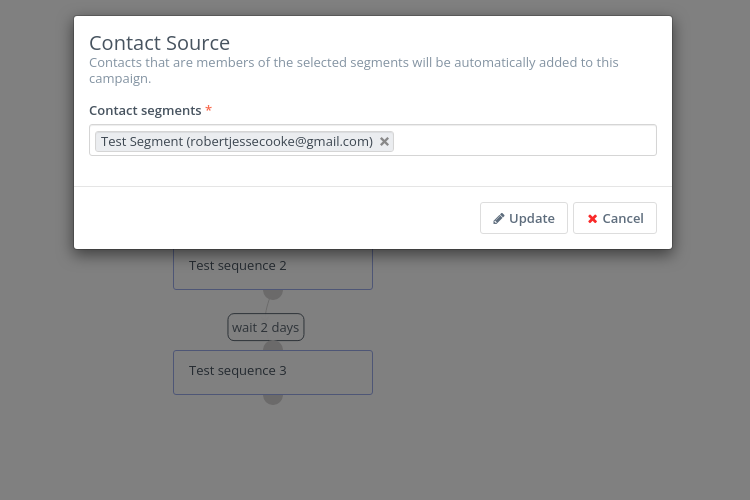 Contact Source
Contacts that are members of the selected segments will be automatically added to this
campaign.
Contact segments *
Test Segment (robertjessecooke@gmail.com) ×
Update
Cancel
Test sequence 2
wait 2 days
Test sequence 3